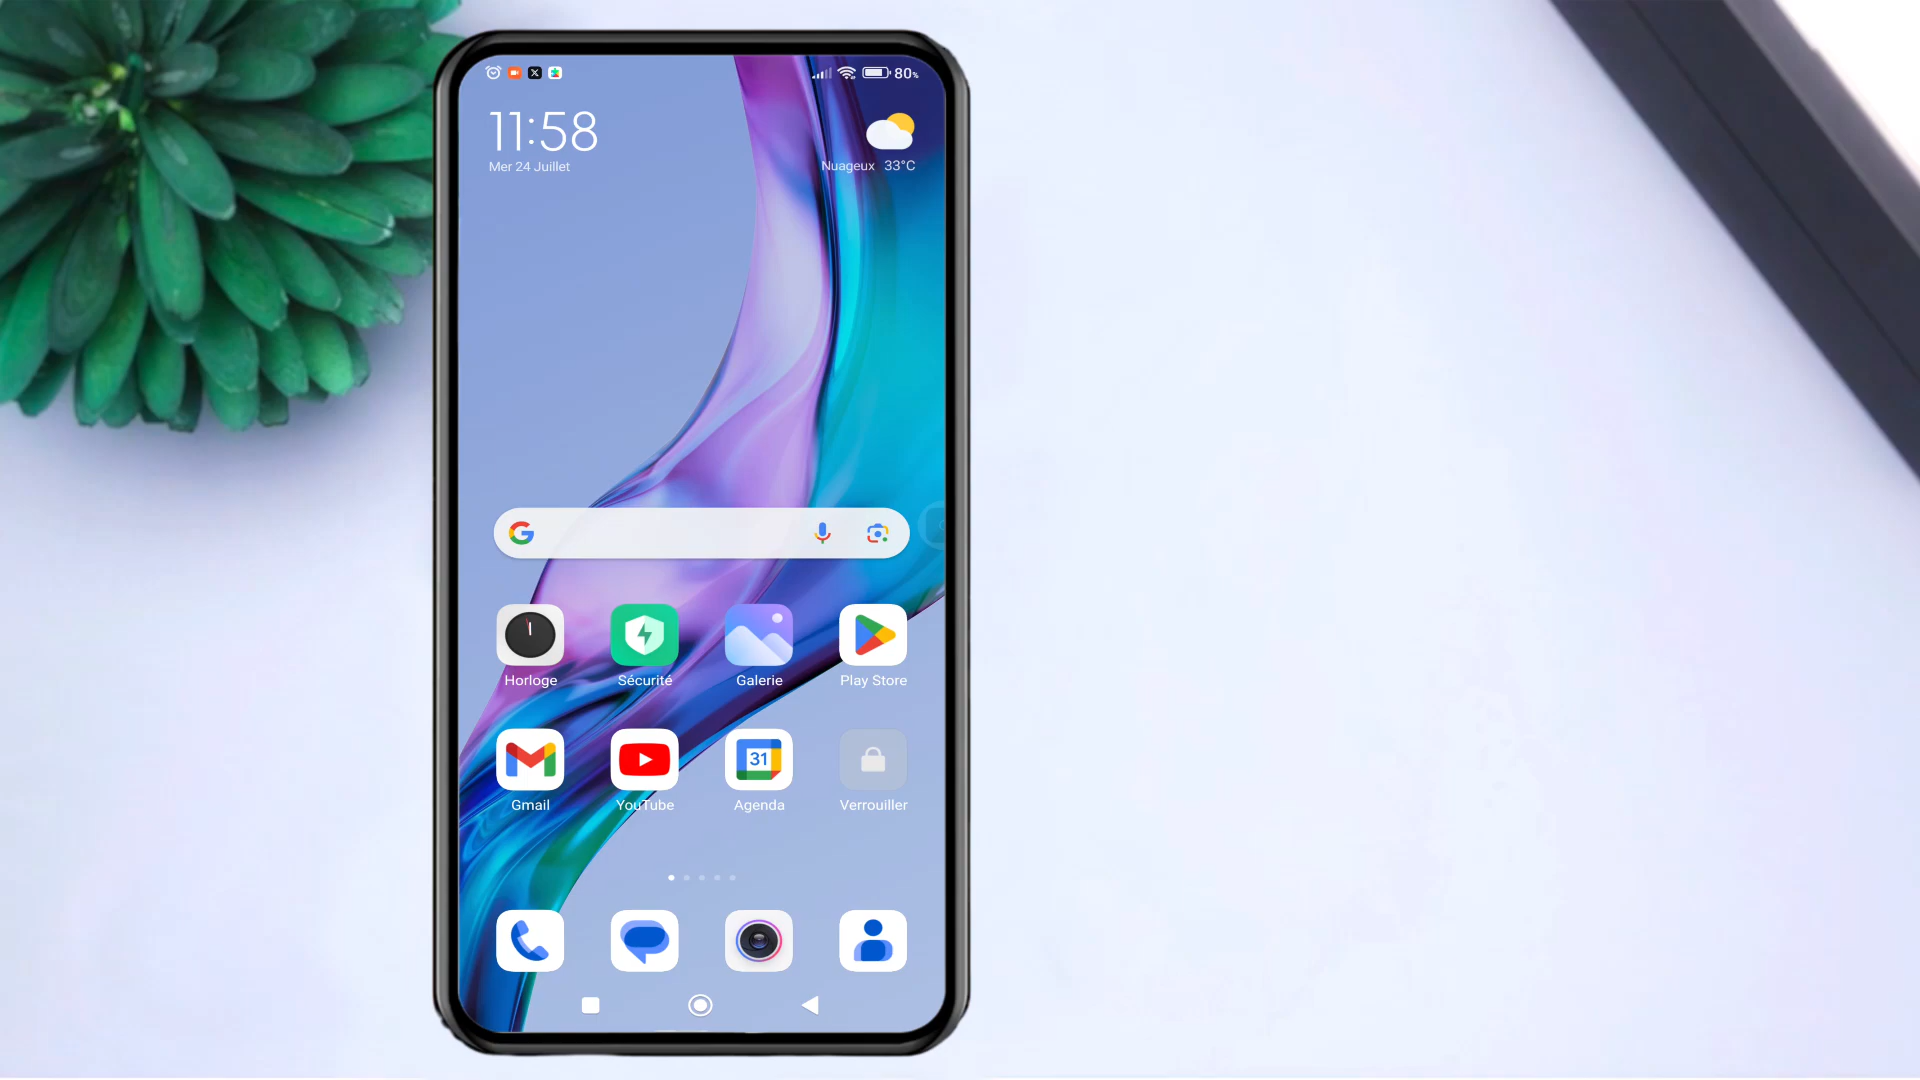 80%
11:58
Mer 24 Juillet
Nuageux 33°C
Horloge
Sécurité
Galerie
Play Store
31
Gmail
YouTube
Agenda
Verrouiller